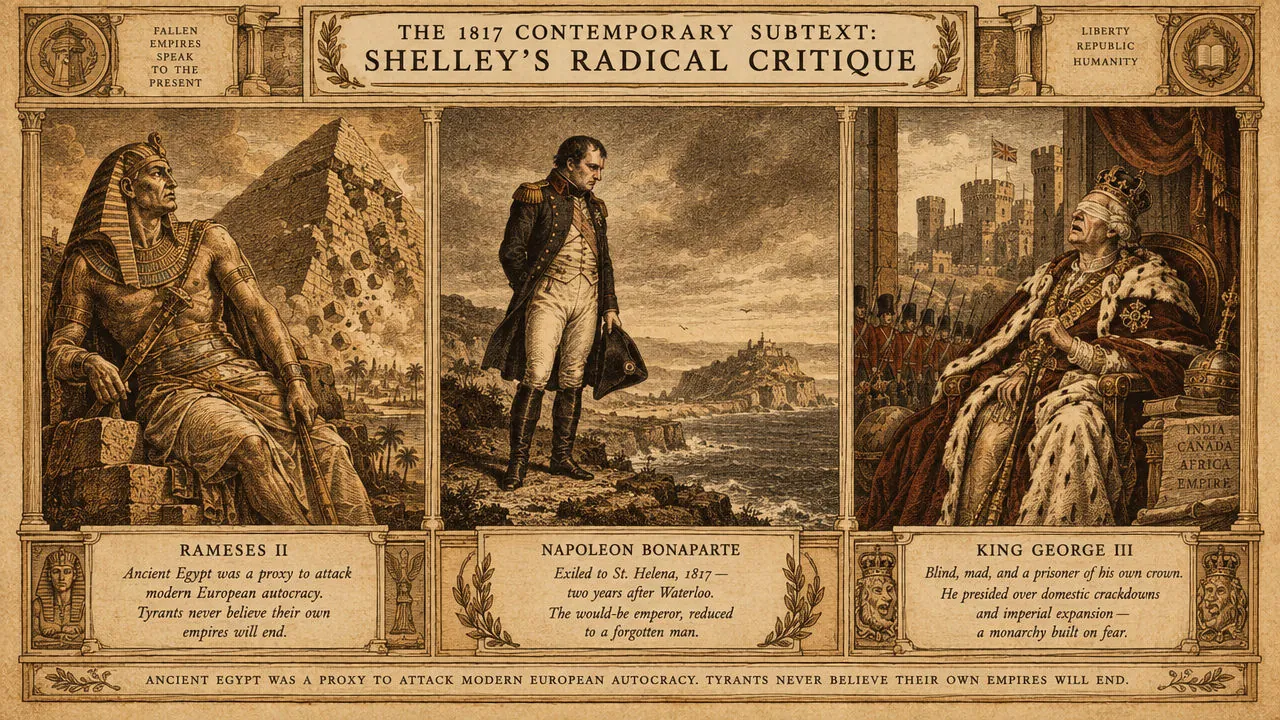 FALLEN
EMPIRES
SPEAK
TO THE
PRESENT
THE 1817 CONTEMPORARY SUBTEXT:
SHELLEY'S RADICAL CRITIQUE
LIBERTY
REPUBLIC
HUMANITY
INDIA
CANADA
AFRICA
EMPIRE
RAMESES II
Ancient Egypt was a proxy to attack
modern European autocracy.
Tyrants never believe their own
empires will end.
NAPOLEON BONAPARTE
Exiled to St. Helena, 1817 —
two years after Waterloo.
The would-be emperor, reduced
to a forgotten man.
KING GEORGE III
Blind, mad, and a prisoner of his own crown.
He presided over domestic crackdowns
and imperial expansion —
a monarchy built on fear.
ANCIENT EGYPT WAS A PROXY TO ATTACK MODERN EUROPEAN AUTOCRACY. TYRANTS NEVER BELIEVE THEIR OWN EMPIRES WILL END.